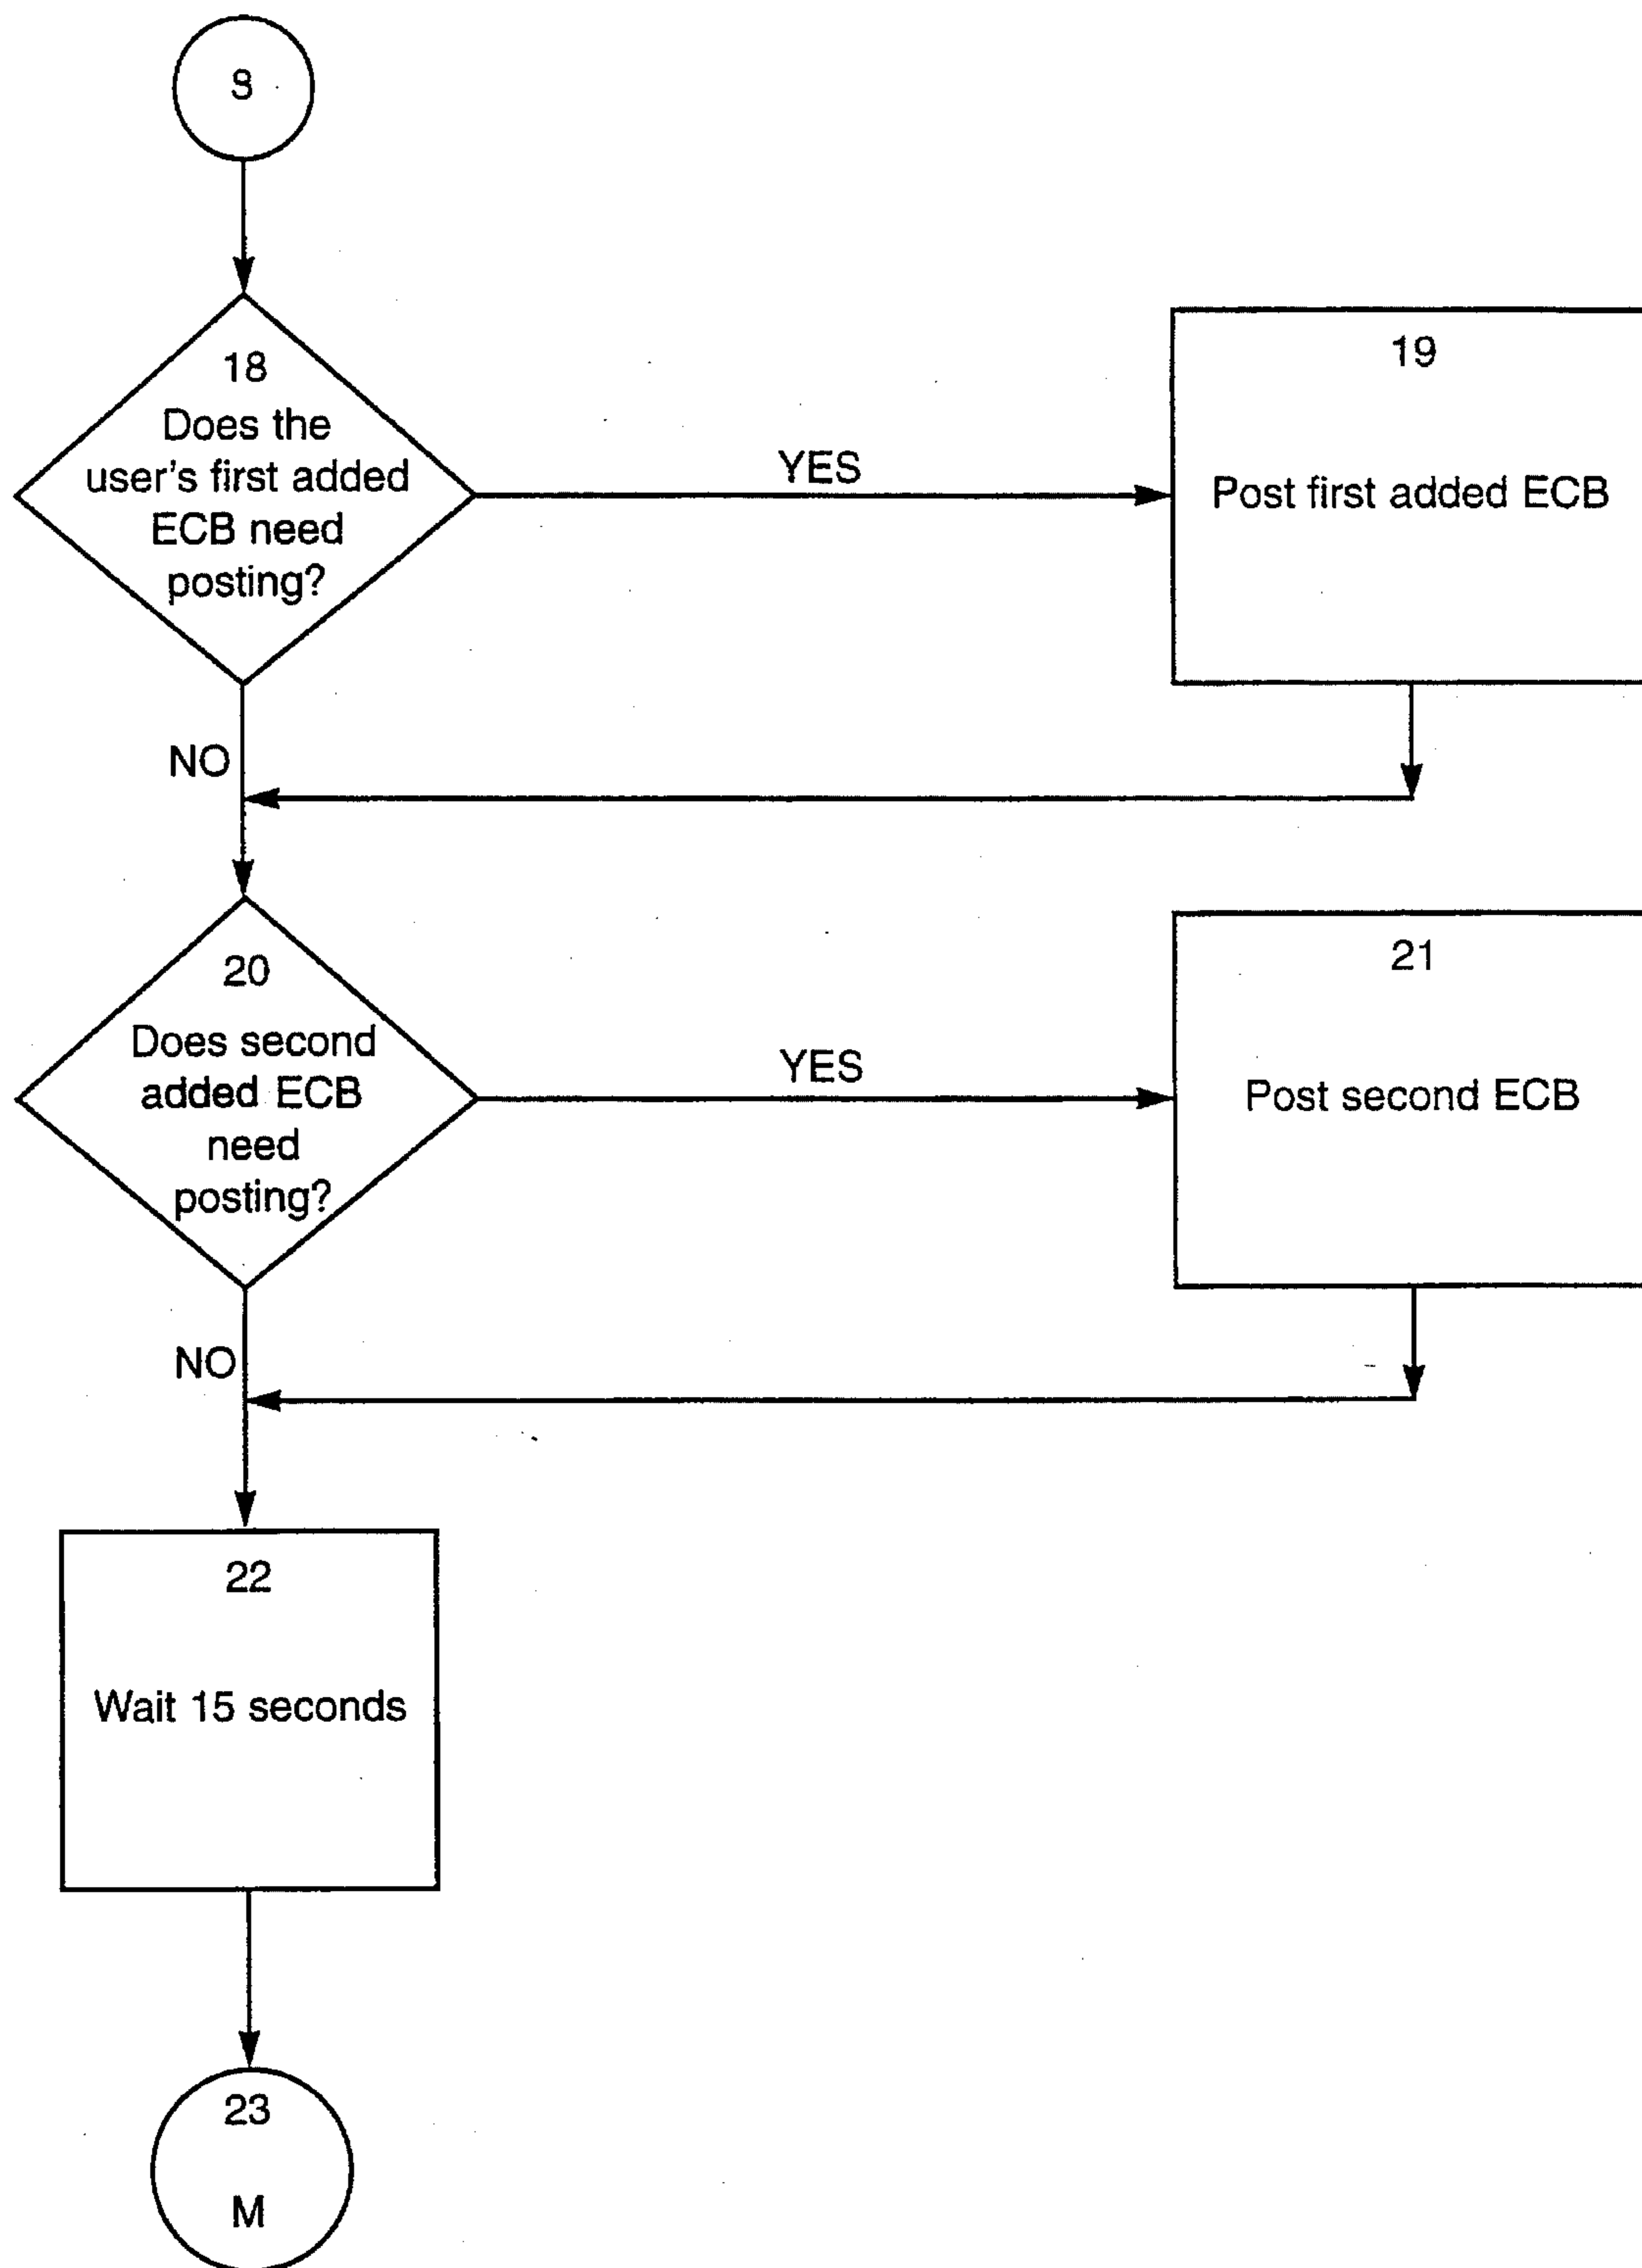 S
18
Does the
user's first added
ECB need
posting?
YES
19
Post first added ECB
NO
20
Does second
added ECB
need
posting?
YES
21
Post second ECB
NO
22
Wait 15 seconds
23
M